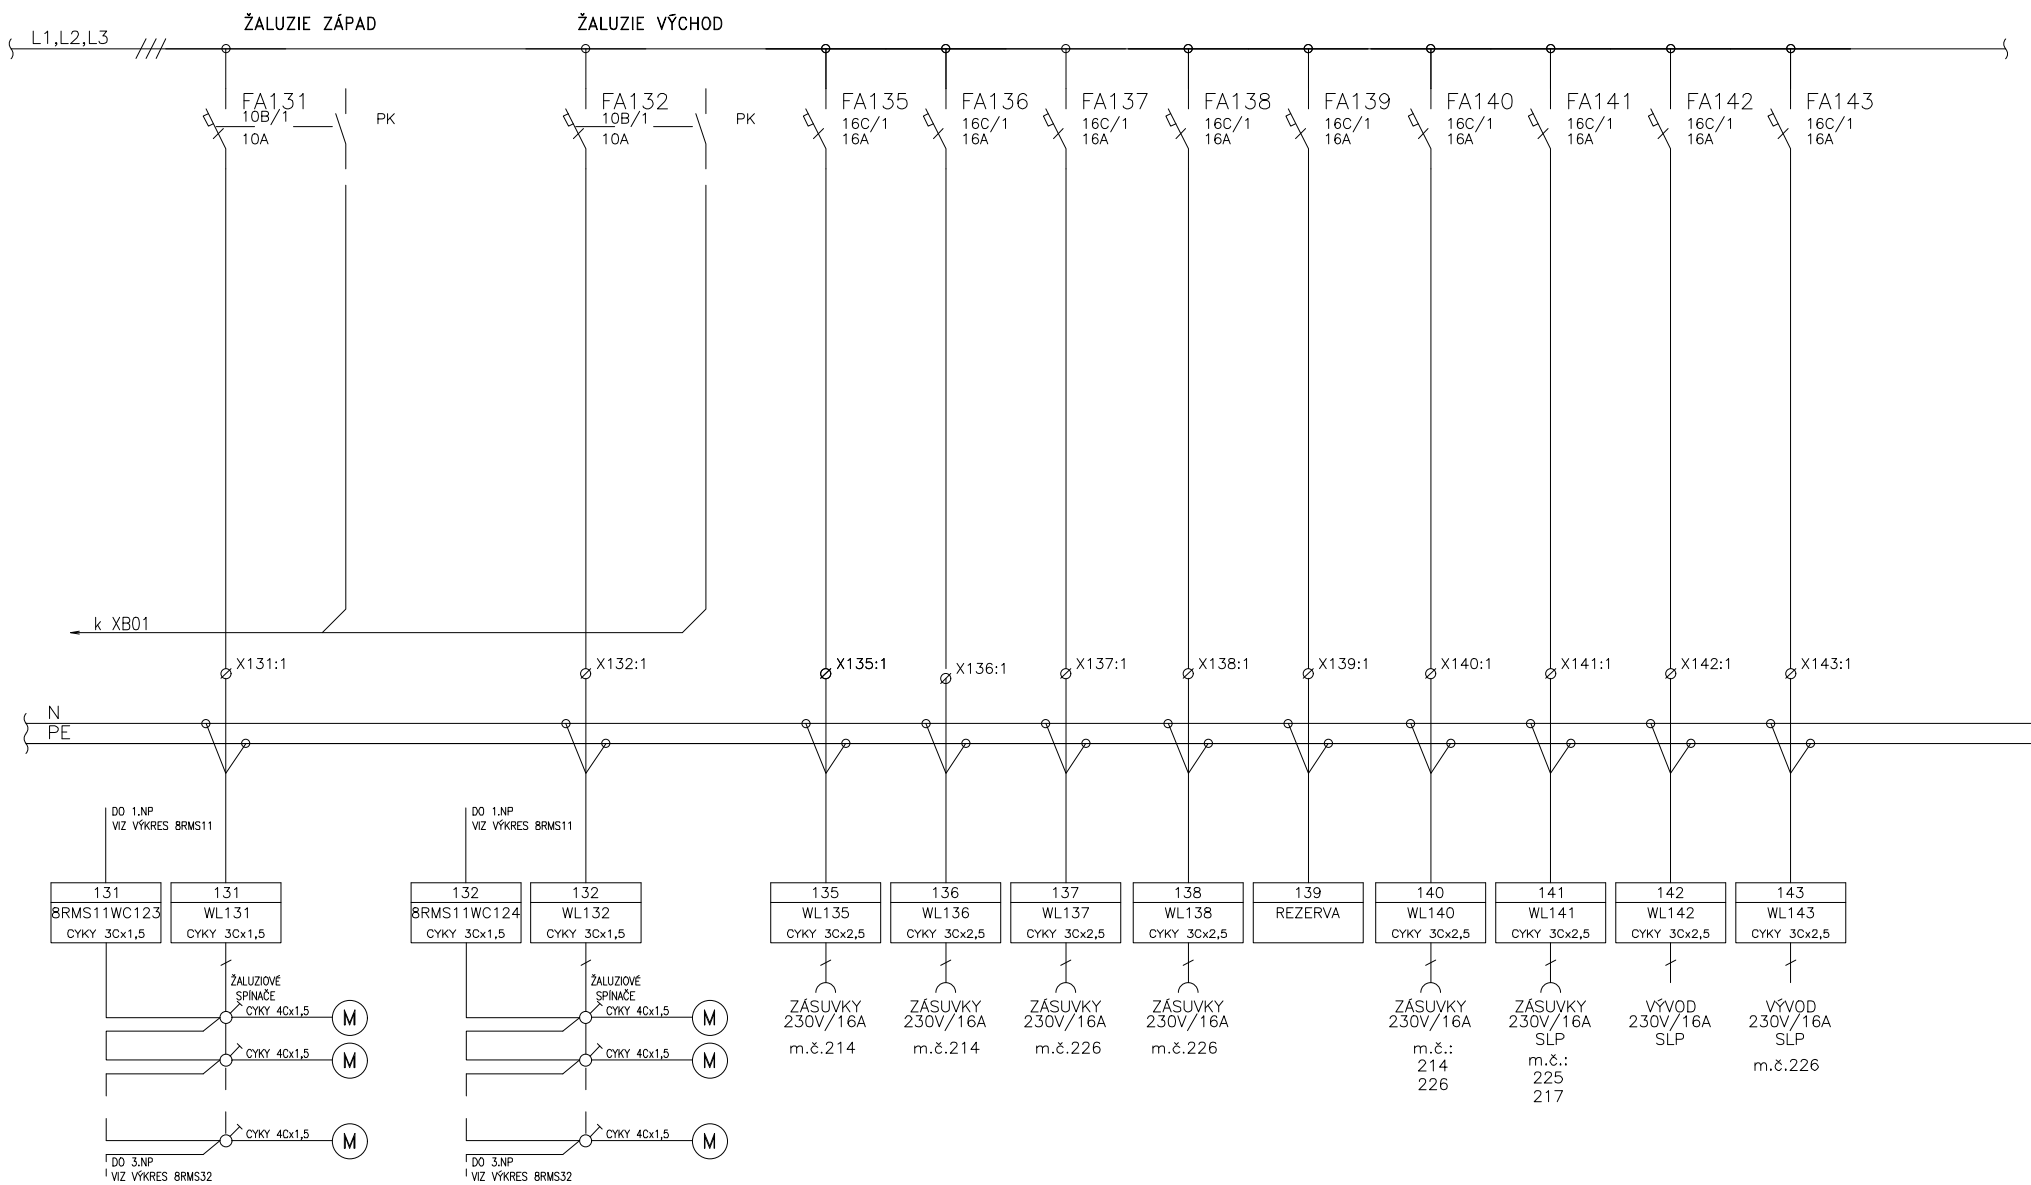 ŽALUZIE ZÁPAD
ŽALUZIE VÝCHOD
L1,L2,L3
FA131
10B/1
10A
PK
FA132
10B/1
10A
PK
FA135
16C/1
16A
FA136
16C/1
16A
FA137
16C/1
16A
FA138
16C/1
16A
FA139
16C/1
16A
FA140
16C/1
16A
FA141
16C/1
16A
FA142
16C/1
16A
FA143
16C/1
16A
k XB01
X131:1
X132:1
X135:1
X136:1
X137:1
X138:1
X139:1
X140:1
X141:1
X142:1
X143:1
N
PE
DO 1.NP
VIZ VÝKRES 8RMS11
DO 1.NP
VIZ VÝKRES 8RMS11
131
8RMS11WC123
CYKY 3Cx1,5
131
WL131
CYKY 3Cx1,5
132
8RMS11WC124
CYKY 3Cx1,5
132
WL132
CYKY 3Cx1,5
135
WL135
CYKY 3Cx2,5
136
WL136
CYKY 3Cx2,5
137
WL137
CYKY 3Cx2,5
138
WL138
CYKY 3Cx2,5
139
REZERVA
140
WL140
CYKY 3Cx2,5
141
WL141
CYKY 3Cx2,5
142
WL142
CYKY 3Cx2,5
143
WL143
CYKY 3Cx2,5
ŽALUZIOVÉ
SPÍNAČE
CYKY 4Cx1,5
M
CYKY 4Cx1,5
M
CYKY 4Cx1,5
M
DO 3.NP
VIZ VÝKRES 8RMS32
ŽALUZIOVÉ
SPÍNAČE
CYKY 4Cx1,5
M
CYKY 4Cx1,5
M
CYKY 4Cx1,5
M
DO 3.NP
VIZ VÝKRES 8RMS32
ZÁSUVKY
230V/16A
m.č.214
ZÁSUVKY
230V/16A
m.č.214
ZÁSUVKY
230V/16A
m.č.226
ZÁSUVKY
230V/16A
m.č.226
ZÁSUVKY
230V/16A
m.č.:
214
226
ZÁSUVKY
230V/16A
SLP
m.č.:
225
217
VÝVOD
230V/16A
SLP
VÝVOD
230V/16A
SLP
m.č.226